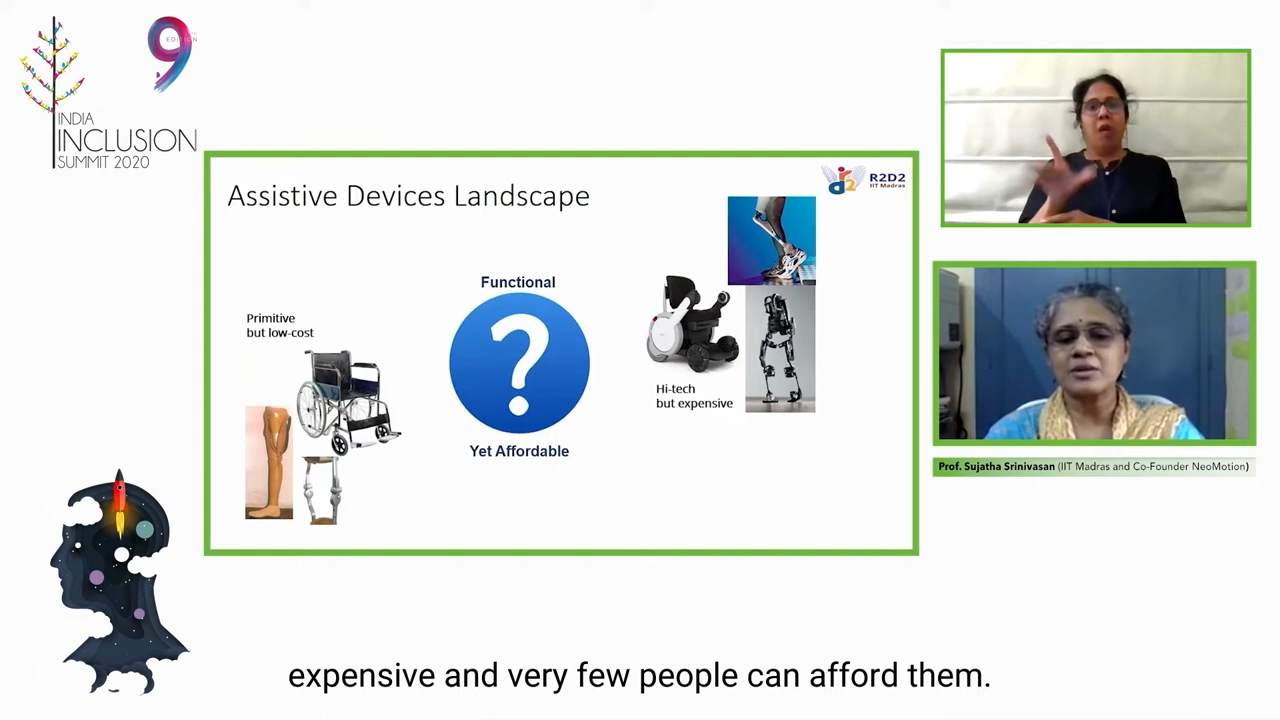 9
EDITION
INDIA
INCLUSION
SUMMIT 2020
Assistive Devices Landscape
R2D2
IIT Madras
Functional
?
Yet Affordable
Primitive
but low-cost
Hi-tech
but expensive
Prof. Sujatha Srinivasan (IIT Madras and Co-Founder NeoMotion)
expensive and very few people can afford them.